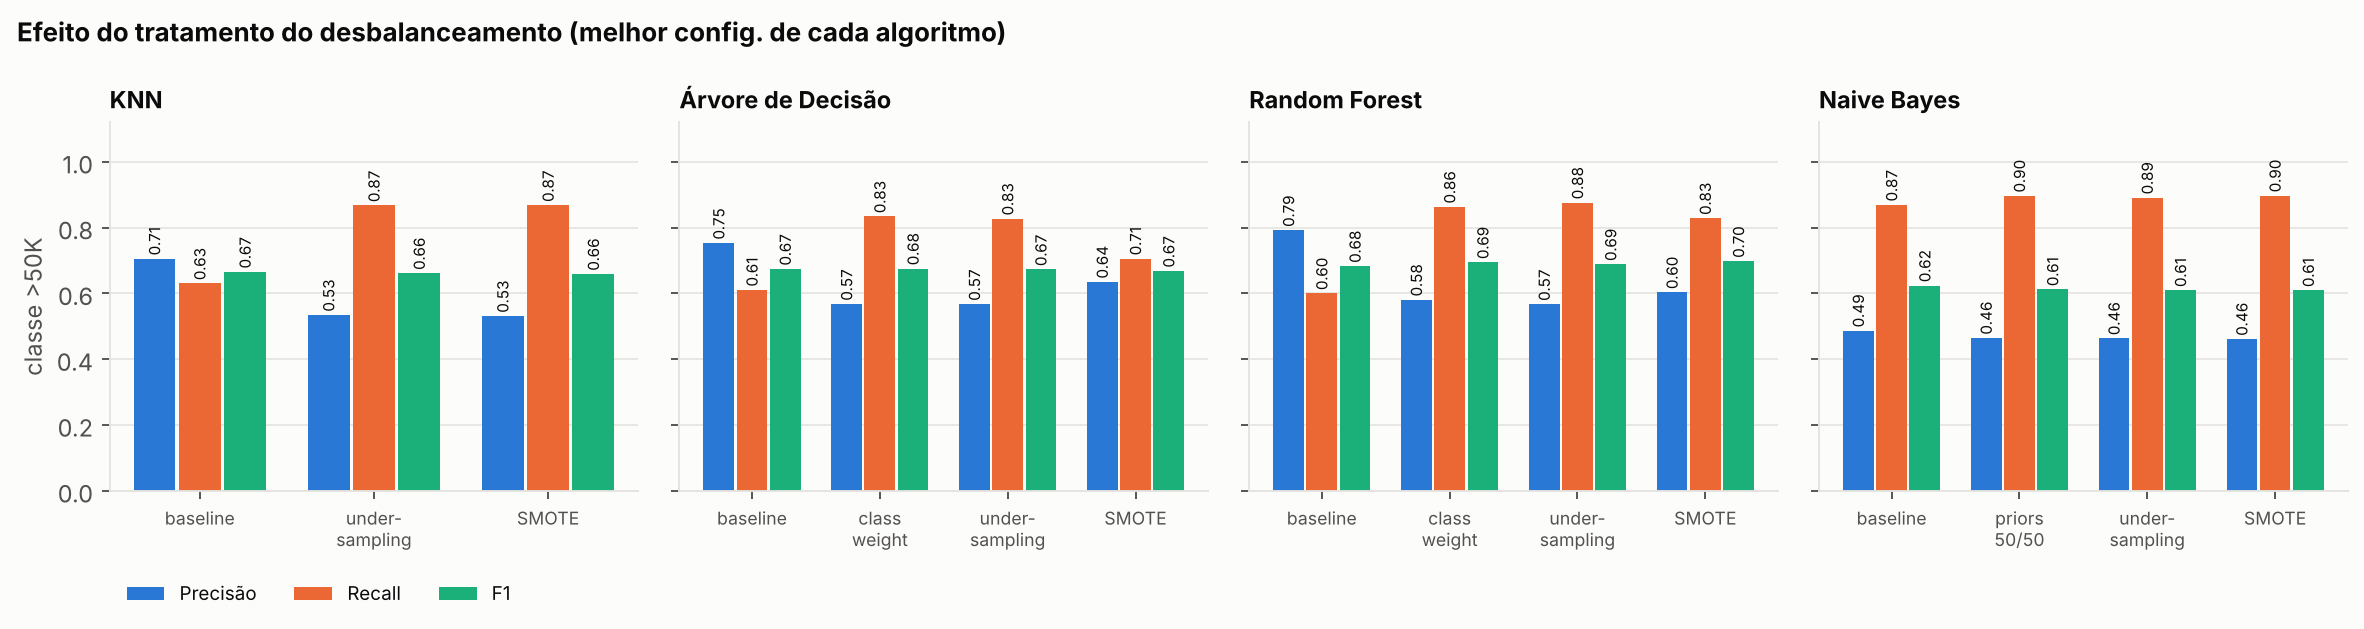 Efeito do tratamento do desbalanceamento (melhor config. de cada algoritmo)
KNN
classe >50K
1.0
0.8
0.6
0.4
0.2
0.0
0.71
0.63
0.67
0.53
0.87
0.66
0.53
0.87
0.66
baseline
under-
sampling
SMOTE
Árvore de Decisão
0.75
0.61
0.67
0.57
0.83
0.68
0.57
0.83
0.67
0.64
0.71
0.67
baseline
class
weight
under-
sampling
SMOTE
Random Forest
0.79
0.60
0.68
0.58
0.86
0.69
0.57
0.88
0.69
0.60
0.83
0.70
baseline
class
weight
under-
sampling
SMOTE
Naive Bayes
0.49
0.87
0.62
0.46
0.90
0.61
0.46
0.89
0.61
0.46
0.90
0.61
baseline
priors
50/50
under-
sampling
SMOTE
Precisão
Recall
F1